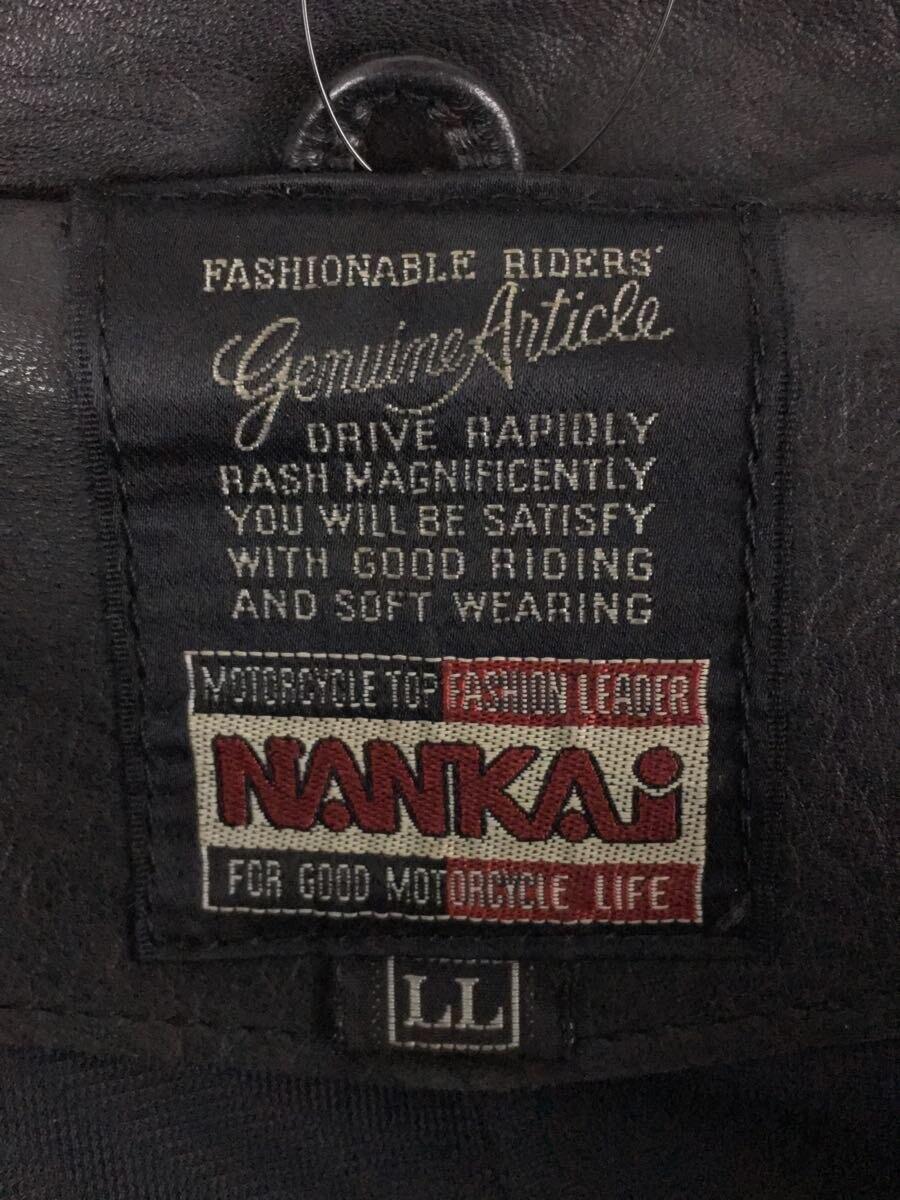 FASHIONABLE RIDERS'
Genuine Article
DRIVE RAPIDLY
RASH MAGNIFICENTLY
YOU WILL BE SATISFY
WITH GOOD RIDING
AND SOFT WEARING
MOTORCYCLE TOP FASHION LEADER
NANKAi
FOR GOOD MOTORCYCLE LIFE
LL